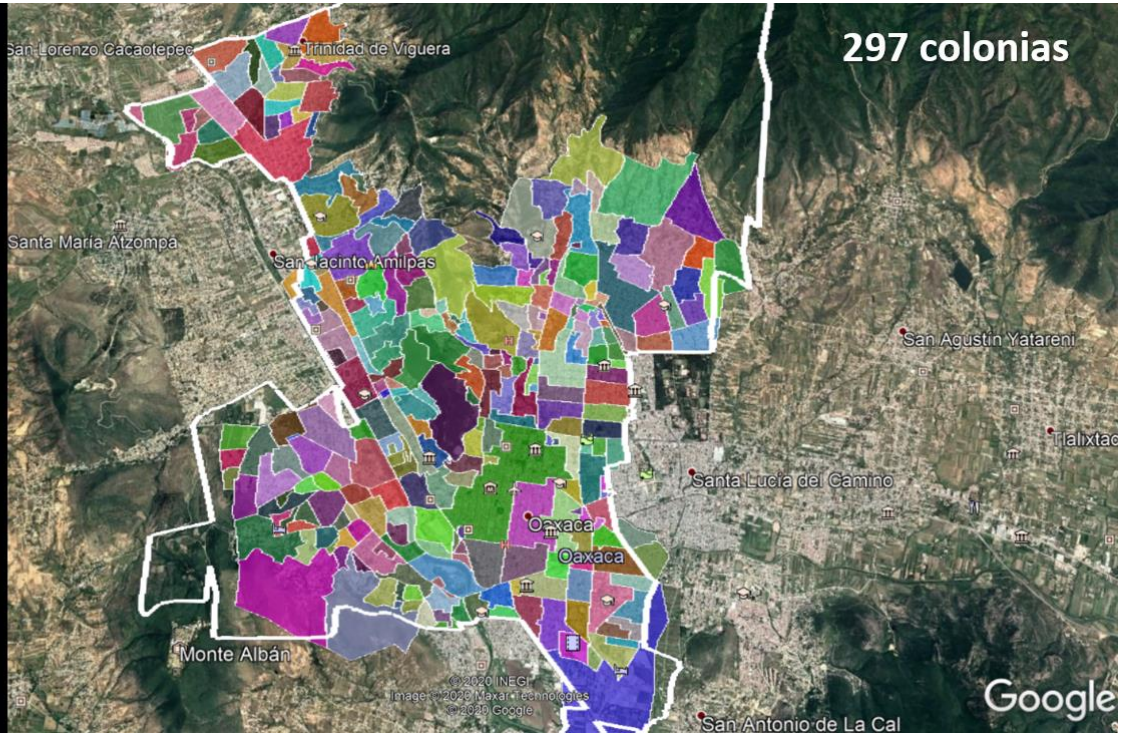 297 colonias
San Lorenzo Cacaotepec
Trinidad de Viguera
Santa María Atzompa
San Jacinto Amilpas
San Agustín Yatareni
Tlalixtac
Santa Lucía del Camino
Oaxaca
Oaxaca
Monte Albán
© 2020 INEGI
Image © 2020 Maxar Technologies
© 2020 Google
Google
San Antonio de La Cal